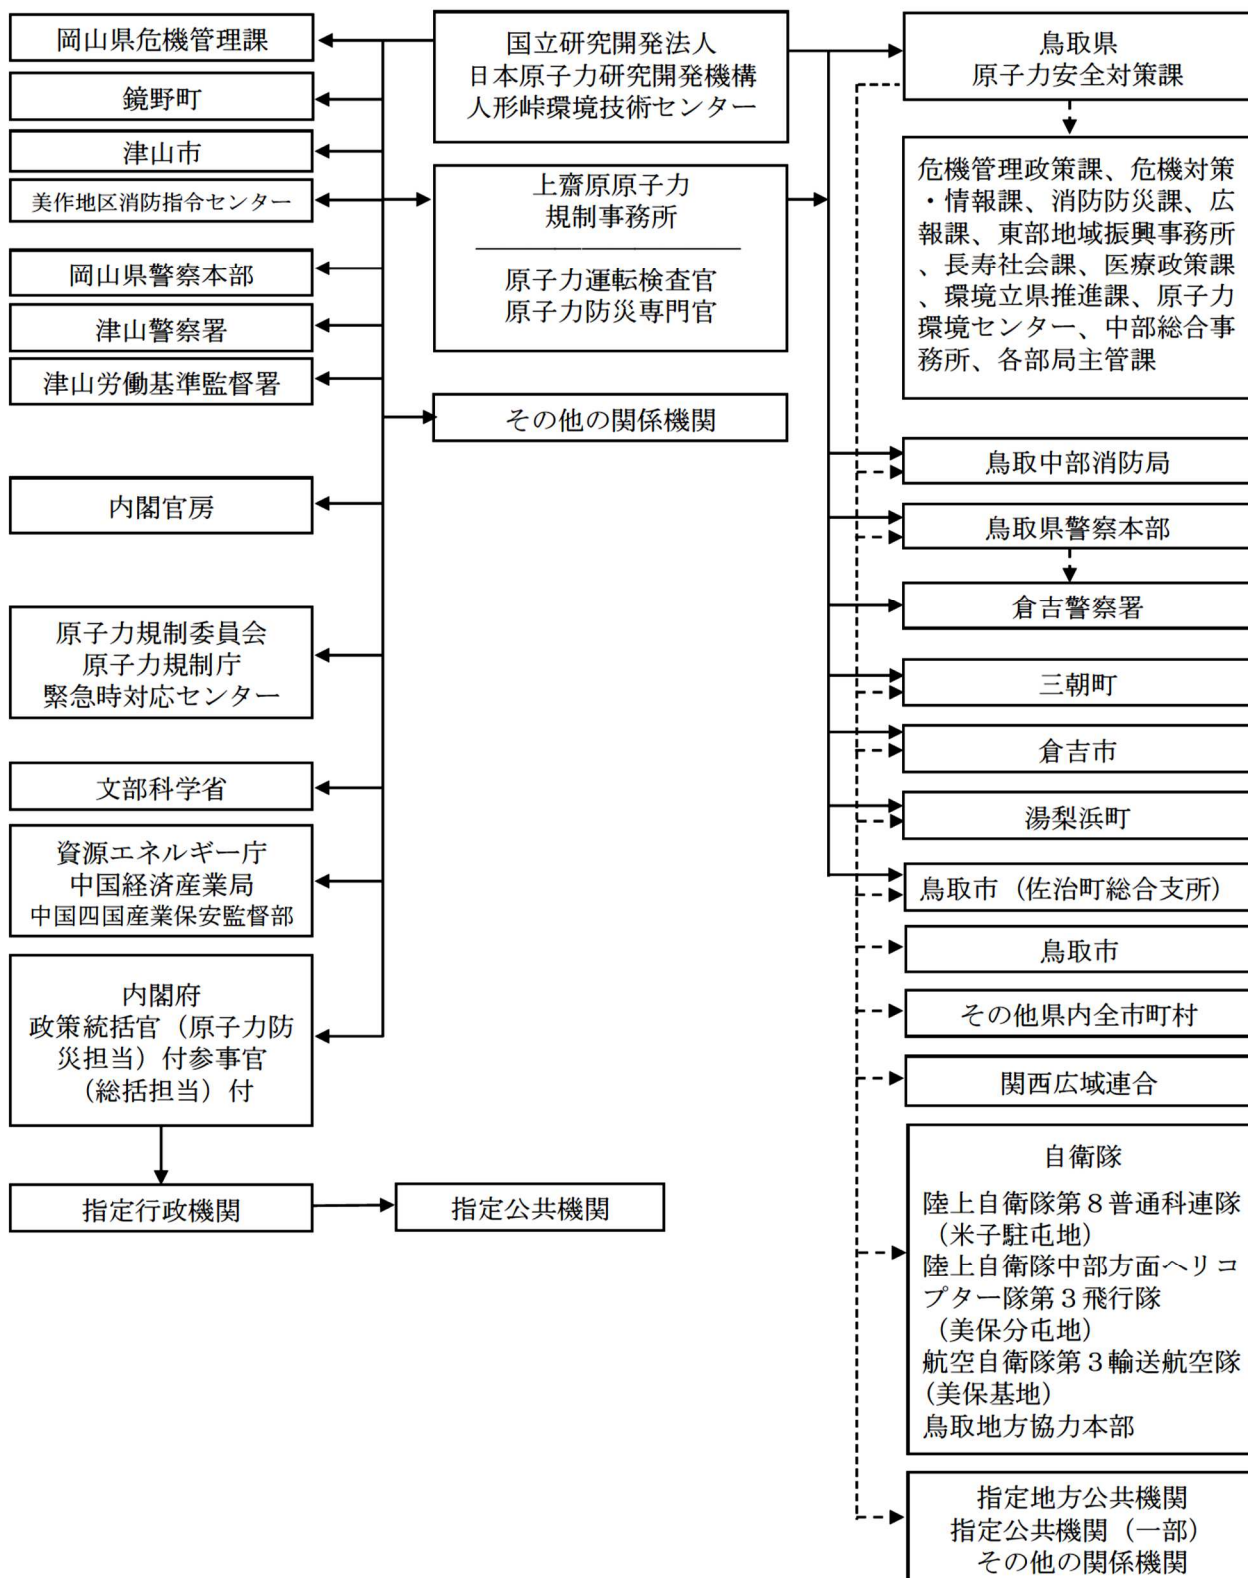 岡山県危機管理課
鏡野町
津山市
美作地区消防指令センター
岡山県警察本部
津山警察署
津山労働基準監督署
内閣官房
原子力規制委員会
原子力規制庁
緊急時対応センター
文部科学省
資源エネルギー庁
中国経済産業局
中国四国産業保安監督部
内閣府
政策統括官（原子力防
災担当）付参事官
（総括担当）付
指定行政機関
指定公共機関
国立研究開発法人
日本原子力研究開発機構
人形峠環境技術センター
上齋原原子力
規制事務所
原子力運転検査官
原子力防災専門官
その他の関係機関
鳥取県
原子力安全対策課
危機管理政策課、危機対策
・情報課、消防防災課、広
報課、東部地域振興事務所
、長寿社会課、医療政策課
、環境立県推進課、原子力
環境センター、中部総合事
務所、各部局主管課
鳥取中部消防局
鳥取県警察本部
倉吉警察署
三朝町
倉吉市
湯梨浜町
鳥取市（佐治町総合支所）
鳥取市
その他県内全市町村
関西広域連合
自衛隊
陸上自衛隊第８普通科連隊
（米子駐屯地）
陸上自衛隊中部方面ヘリコ
プター隊第３飛行隊
（美保分屯地）
航空自衛隊第３輸送航空隊
（美保基地）
鳥取地方協力本部
指定地方公共機関
指定公共機関（一部）
その他の関係機関